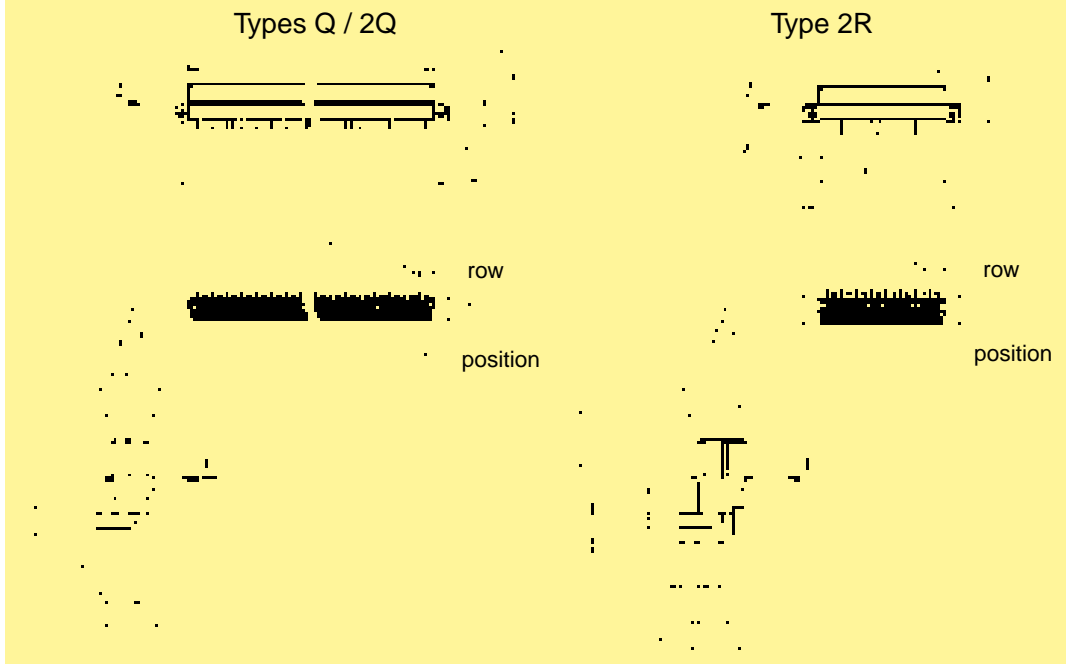 Types Q / 2Q
Type 2R
row
row
position
position